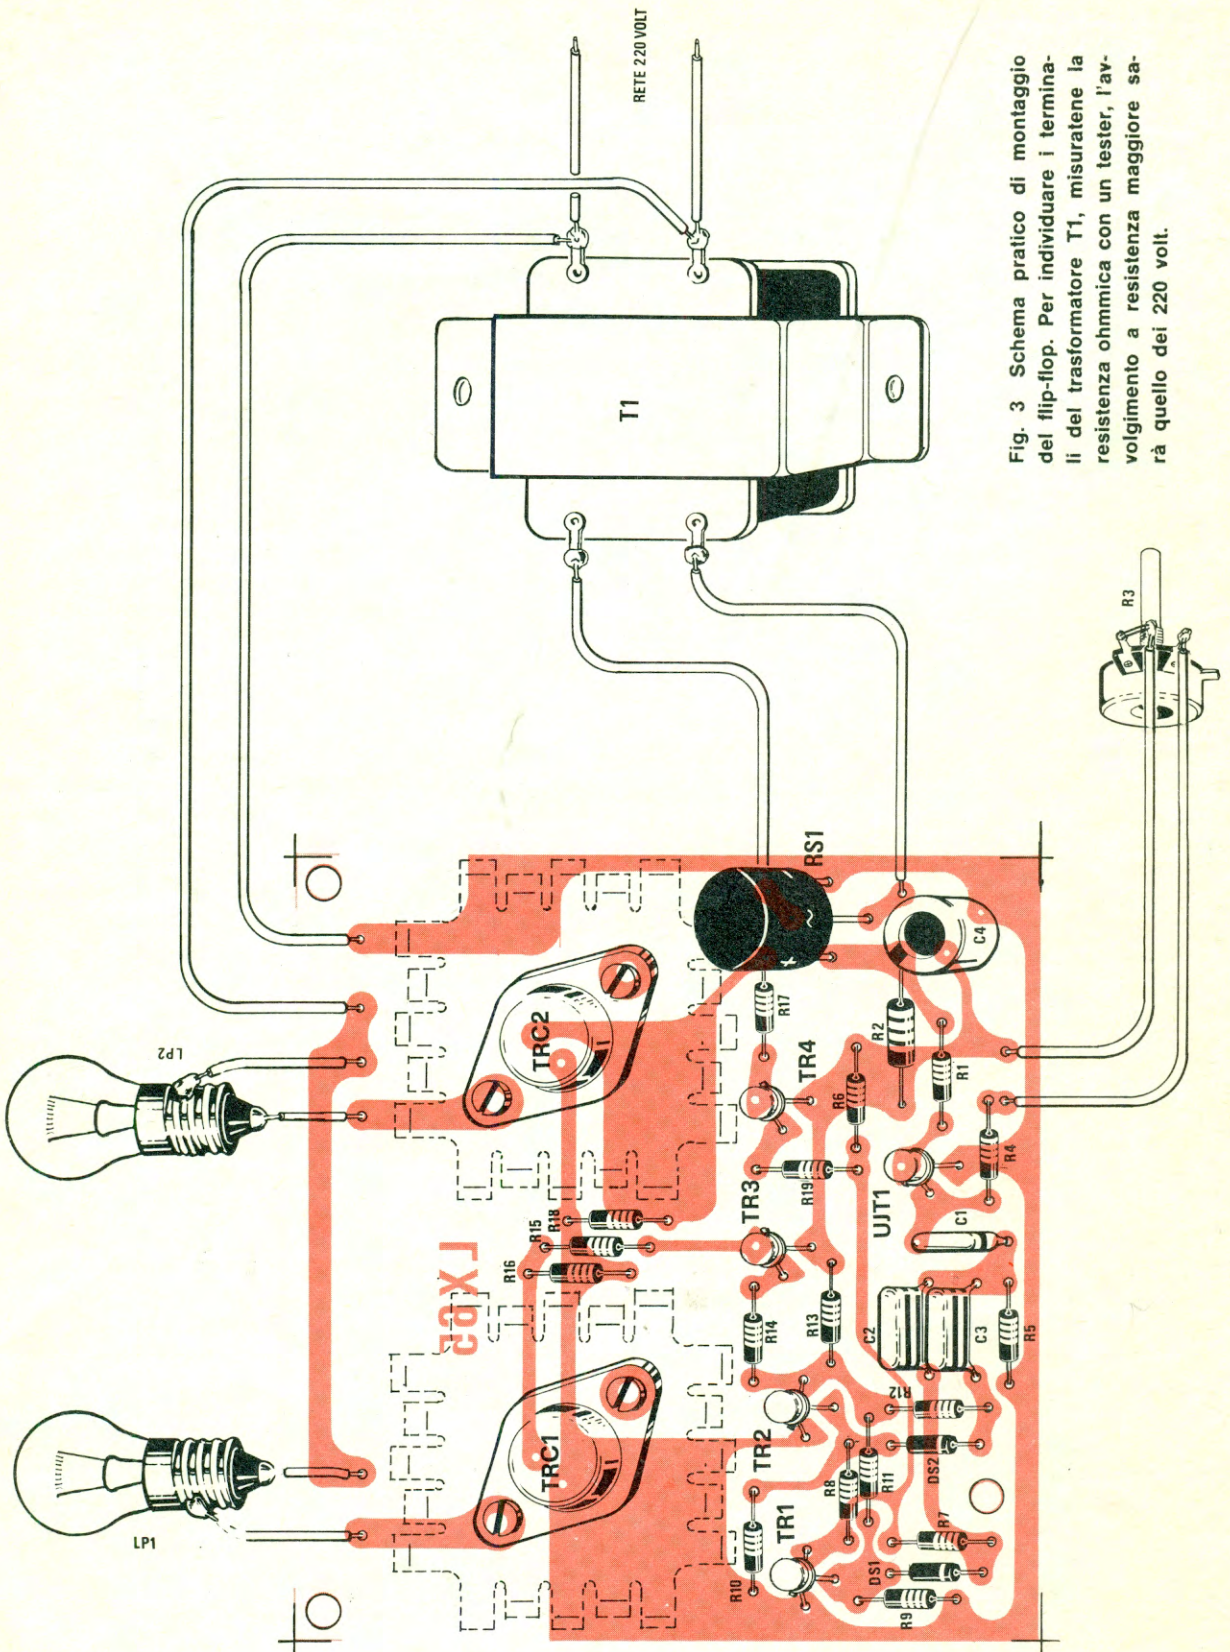 RETE 220 VOLT
Fig. 3 Schema pratico di montaggio
del flip-flop. Per individuare i termina-
li del trasformatore T1, misuratene la
resistenza ohmmica con un tester, l'av-
volgimento a resistenza maggiore sa-
rà quello dei 220 volt.
T1
R3
LP2
LP1
LX65
TRC2
TRC1
RS1
+
~
C4
R17
R2
R1
TR4
R6
R4
R19
UJT1
TR3
C1
R18
R15
R16
R14
R13
C2
C3
R5
R12
TR2
DS2
R11
R8
TR1
R7
DS1
R10
R9